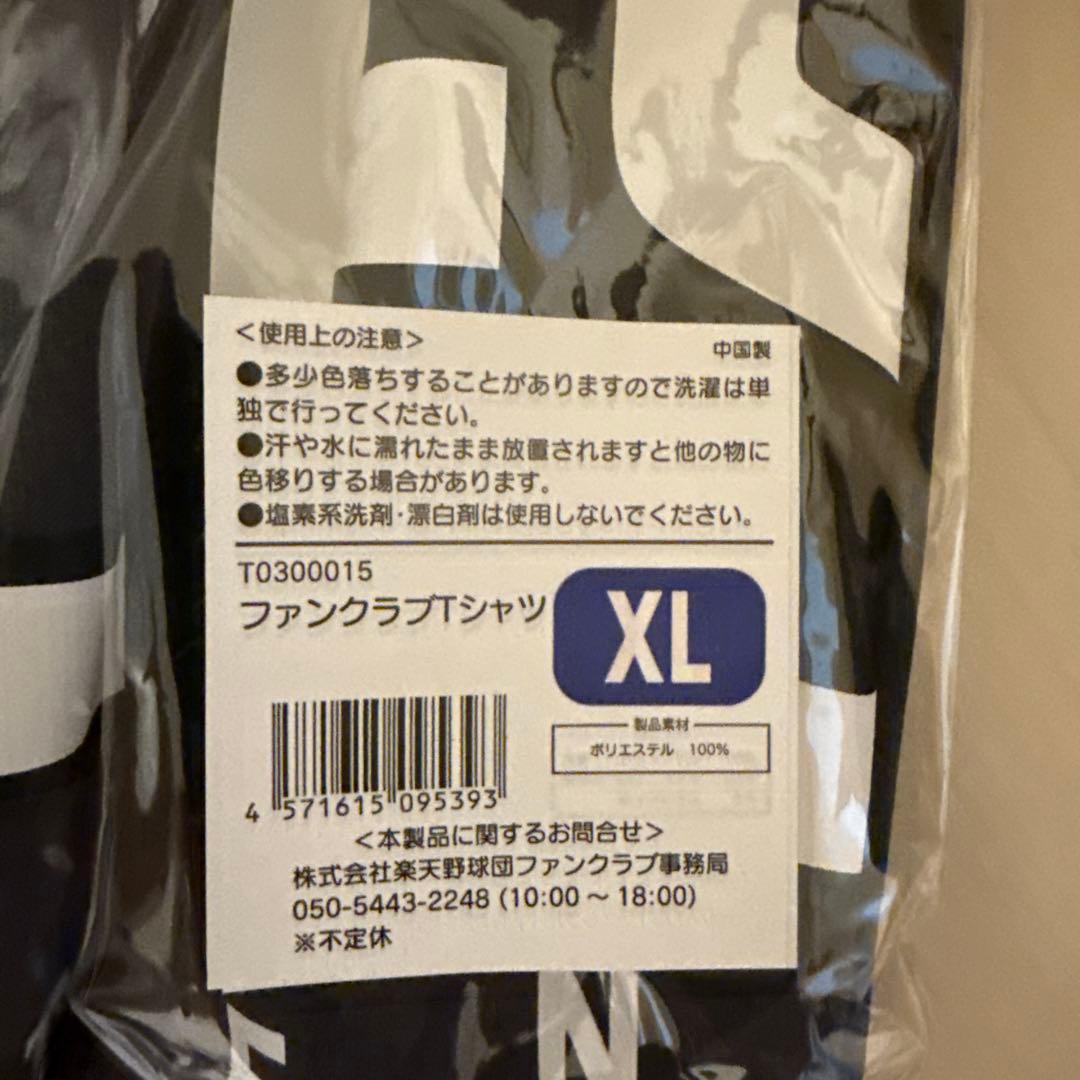 ＜使用上の注意＞
中国製
●多少色落ちすることがありますので洗濯は単
独で行ってください。
●汗や水に濡れたまま放置されますと他の物に
色移りする場合があります。
●塩素系洗剤・漂白剤は使用しないでください。
T0300015
ファンクラブTシャツ
XL
製品素材
ポリエステル 100%
4 571615 095393
＜本製品に関するお問合せ＞
株式会社楽天野球団ファンクラブ事務局
050-5443-2248 (10:00 ～ 18:00)
※不定休